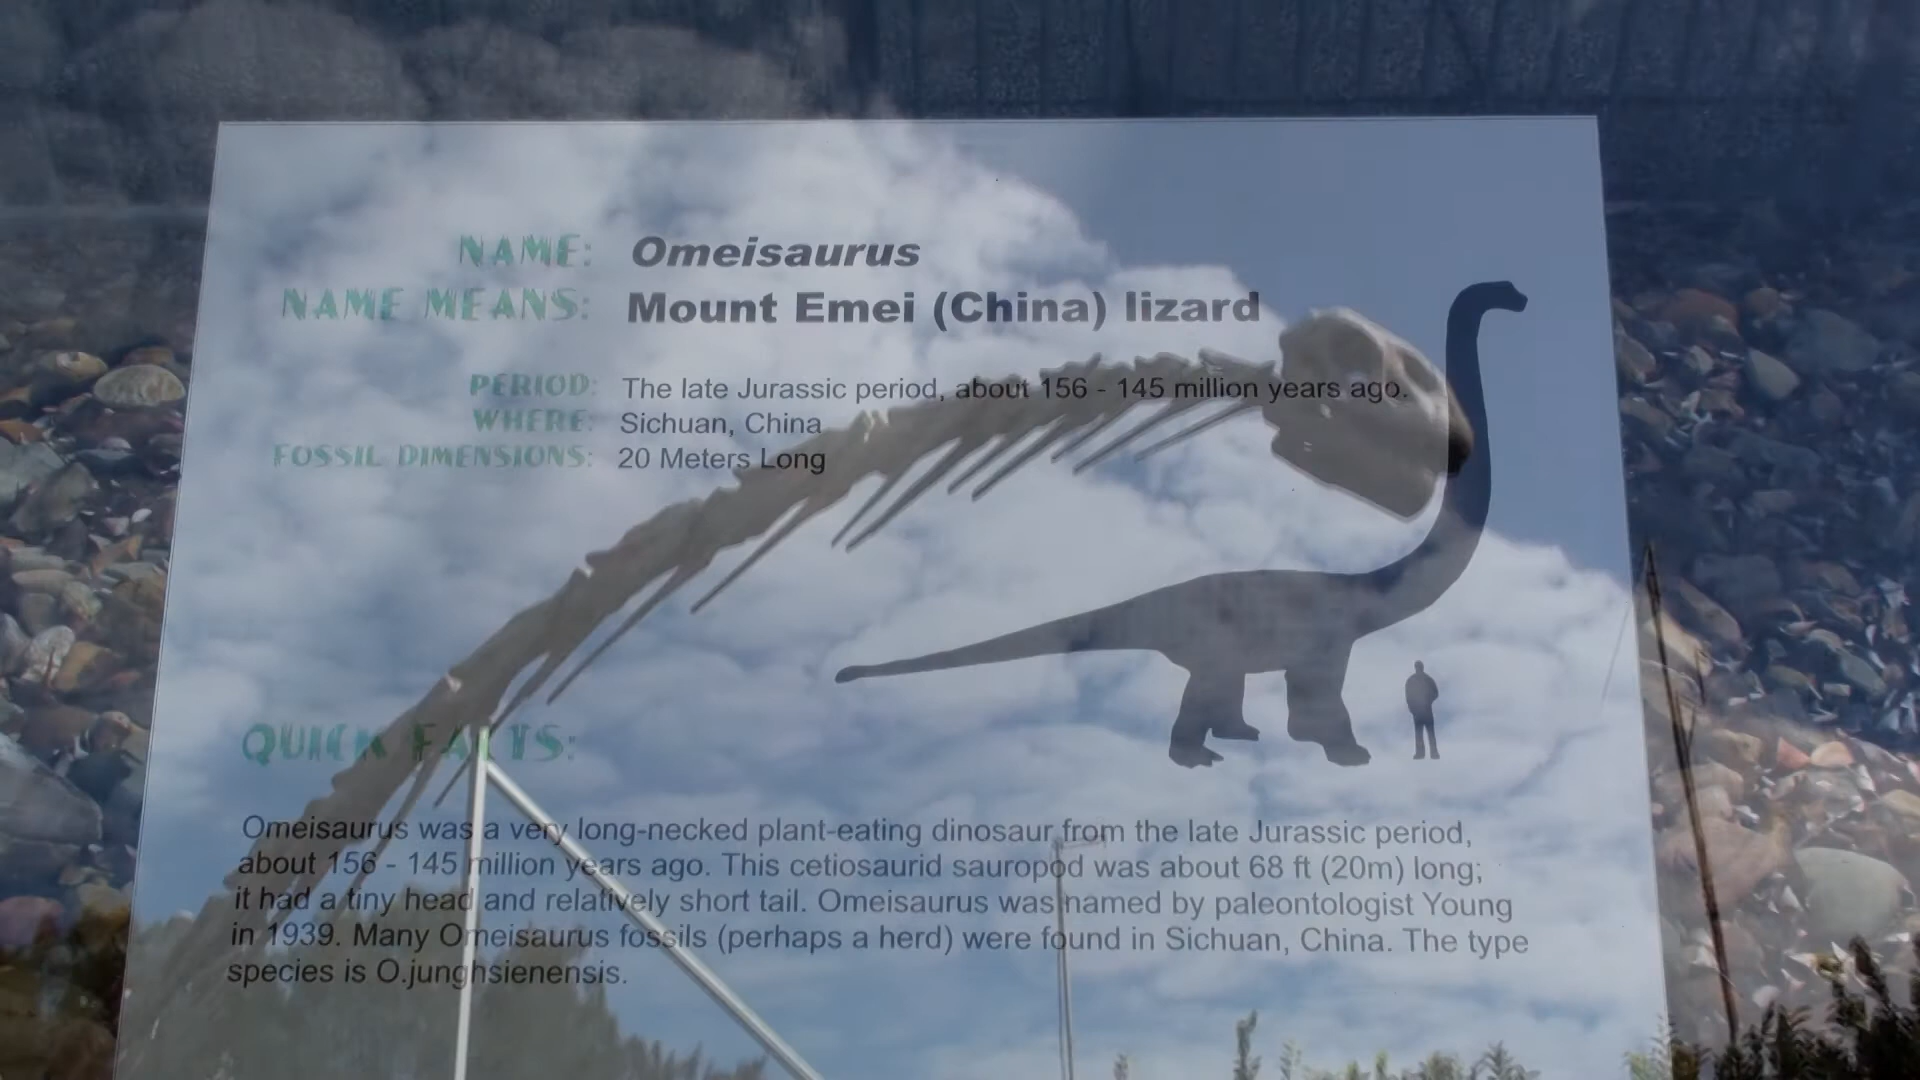 NAME: Omeisaurus
NAME MEANS: Mount Emei (China) lizard
PERIOD: The late Jurassic period, about 156 - 145 million years ago.
WHERE: Sichuan, China
FOSSIL DIMENSIONS: 20 Meters Long
QUICK FACTS:
Omeisaurus was a very long-necked plant-eating dinosaur from the late Jurassic period,
about 156 - 145 million years ago. This cetiosaurid sauropod was about 68 ft (20m) long;
it had a tiny head and relatively short tail. Omeisaurus was named by paleontologist Young
in 1939. Many Omeisaurus fossils (perhaps a herd) were found in Sichuan, China. The type
species is O.junghsienensis.